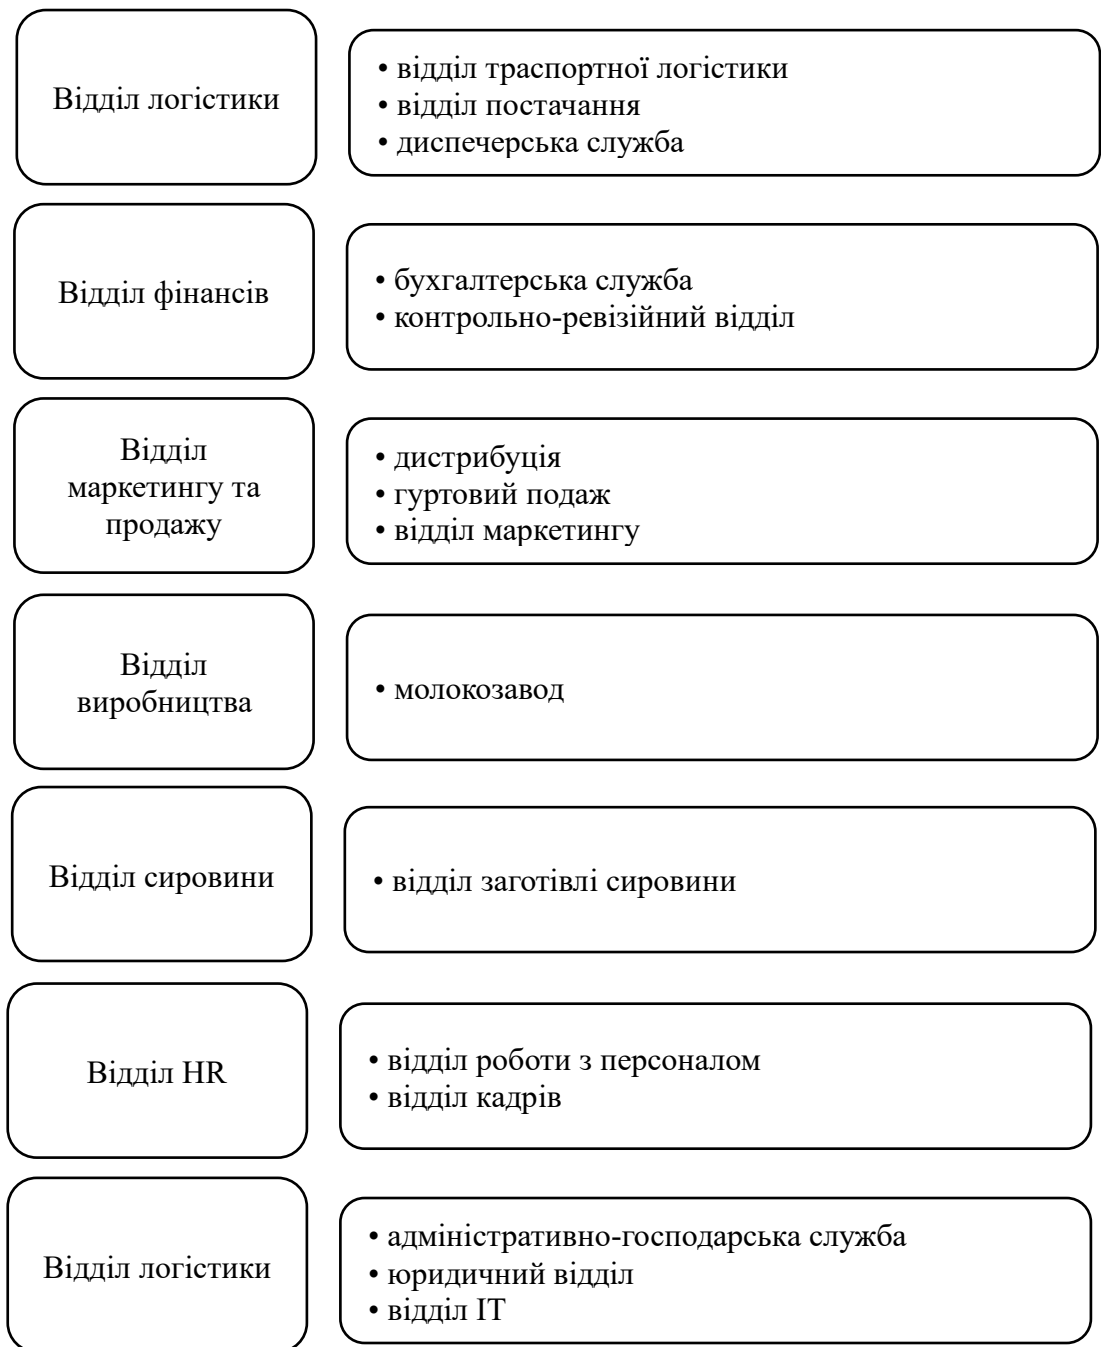 Відділ логістики
• відділ траспортної логістики
• відділ постачання
• диспечерська служба
Відділ фінансів
• бухгалтерська служба
• контрольно-ревізійний відділ
Відділ
маркетингу та
продажу
• дистрибуція
• гуртовий подаж
• відділ маркетингу
Відділ
виробництва
• молокозавод
Відділ сировини
• відділ заготівлі сировини
Відділ HR
• відділ роботи з персоналом
• відділ кадрів
Відділ логістики
• адміністративно-господарська служба
• юридичний відділ
• відділ ІТ